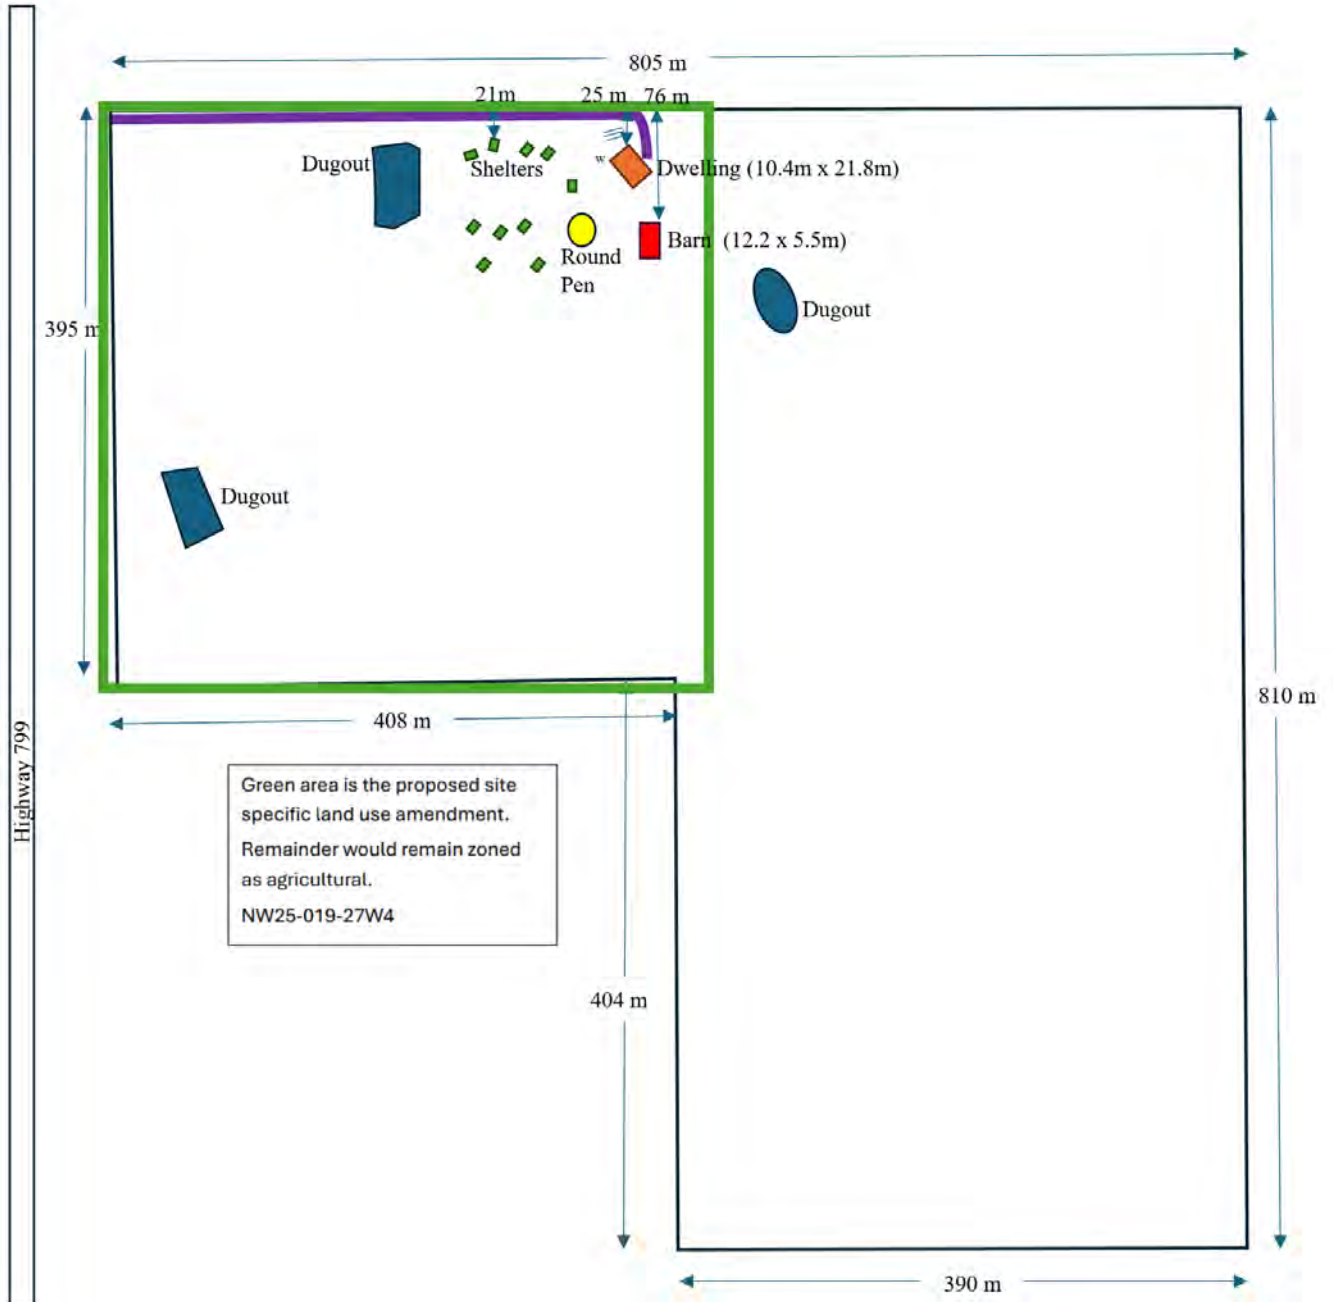 805 m
21m
25 m
76 m
Dugout
Shelters
w
Dwelling (10.4m x 21.8m)
Barn (12.2 x 5.5m)
Round
Pen
Dugout
395 m
Dugout
408 m
810 m
Highway 799
Green area is the proposed site
specific land use amendment.
Remainder would remain zoned
as agricultural.
NW25-019-27W4
404 m
390 m